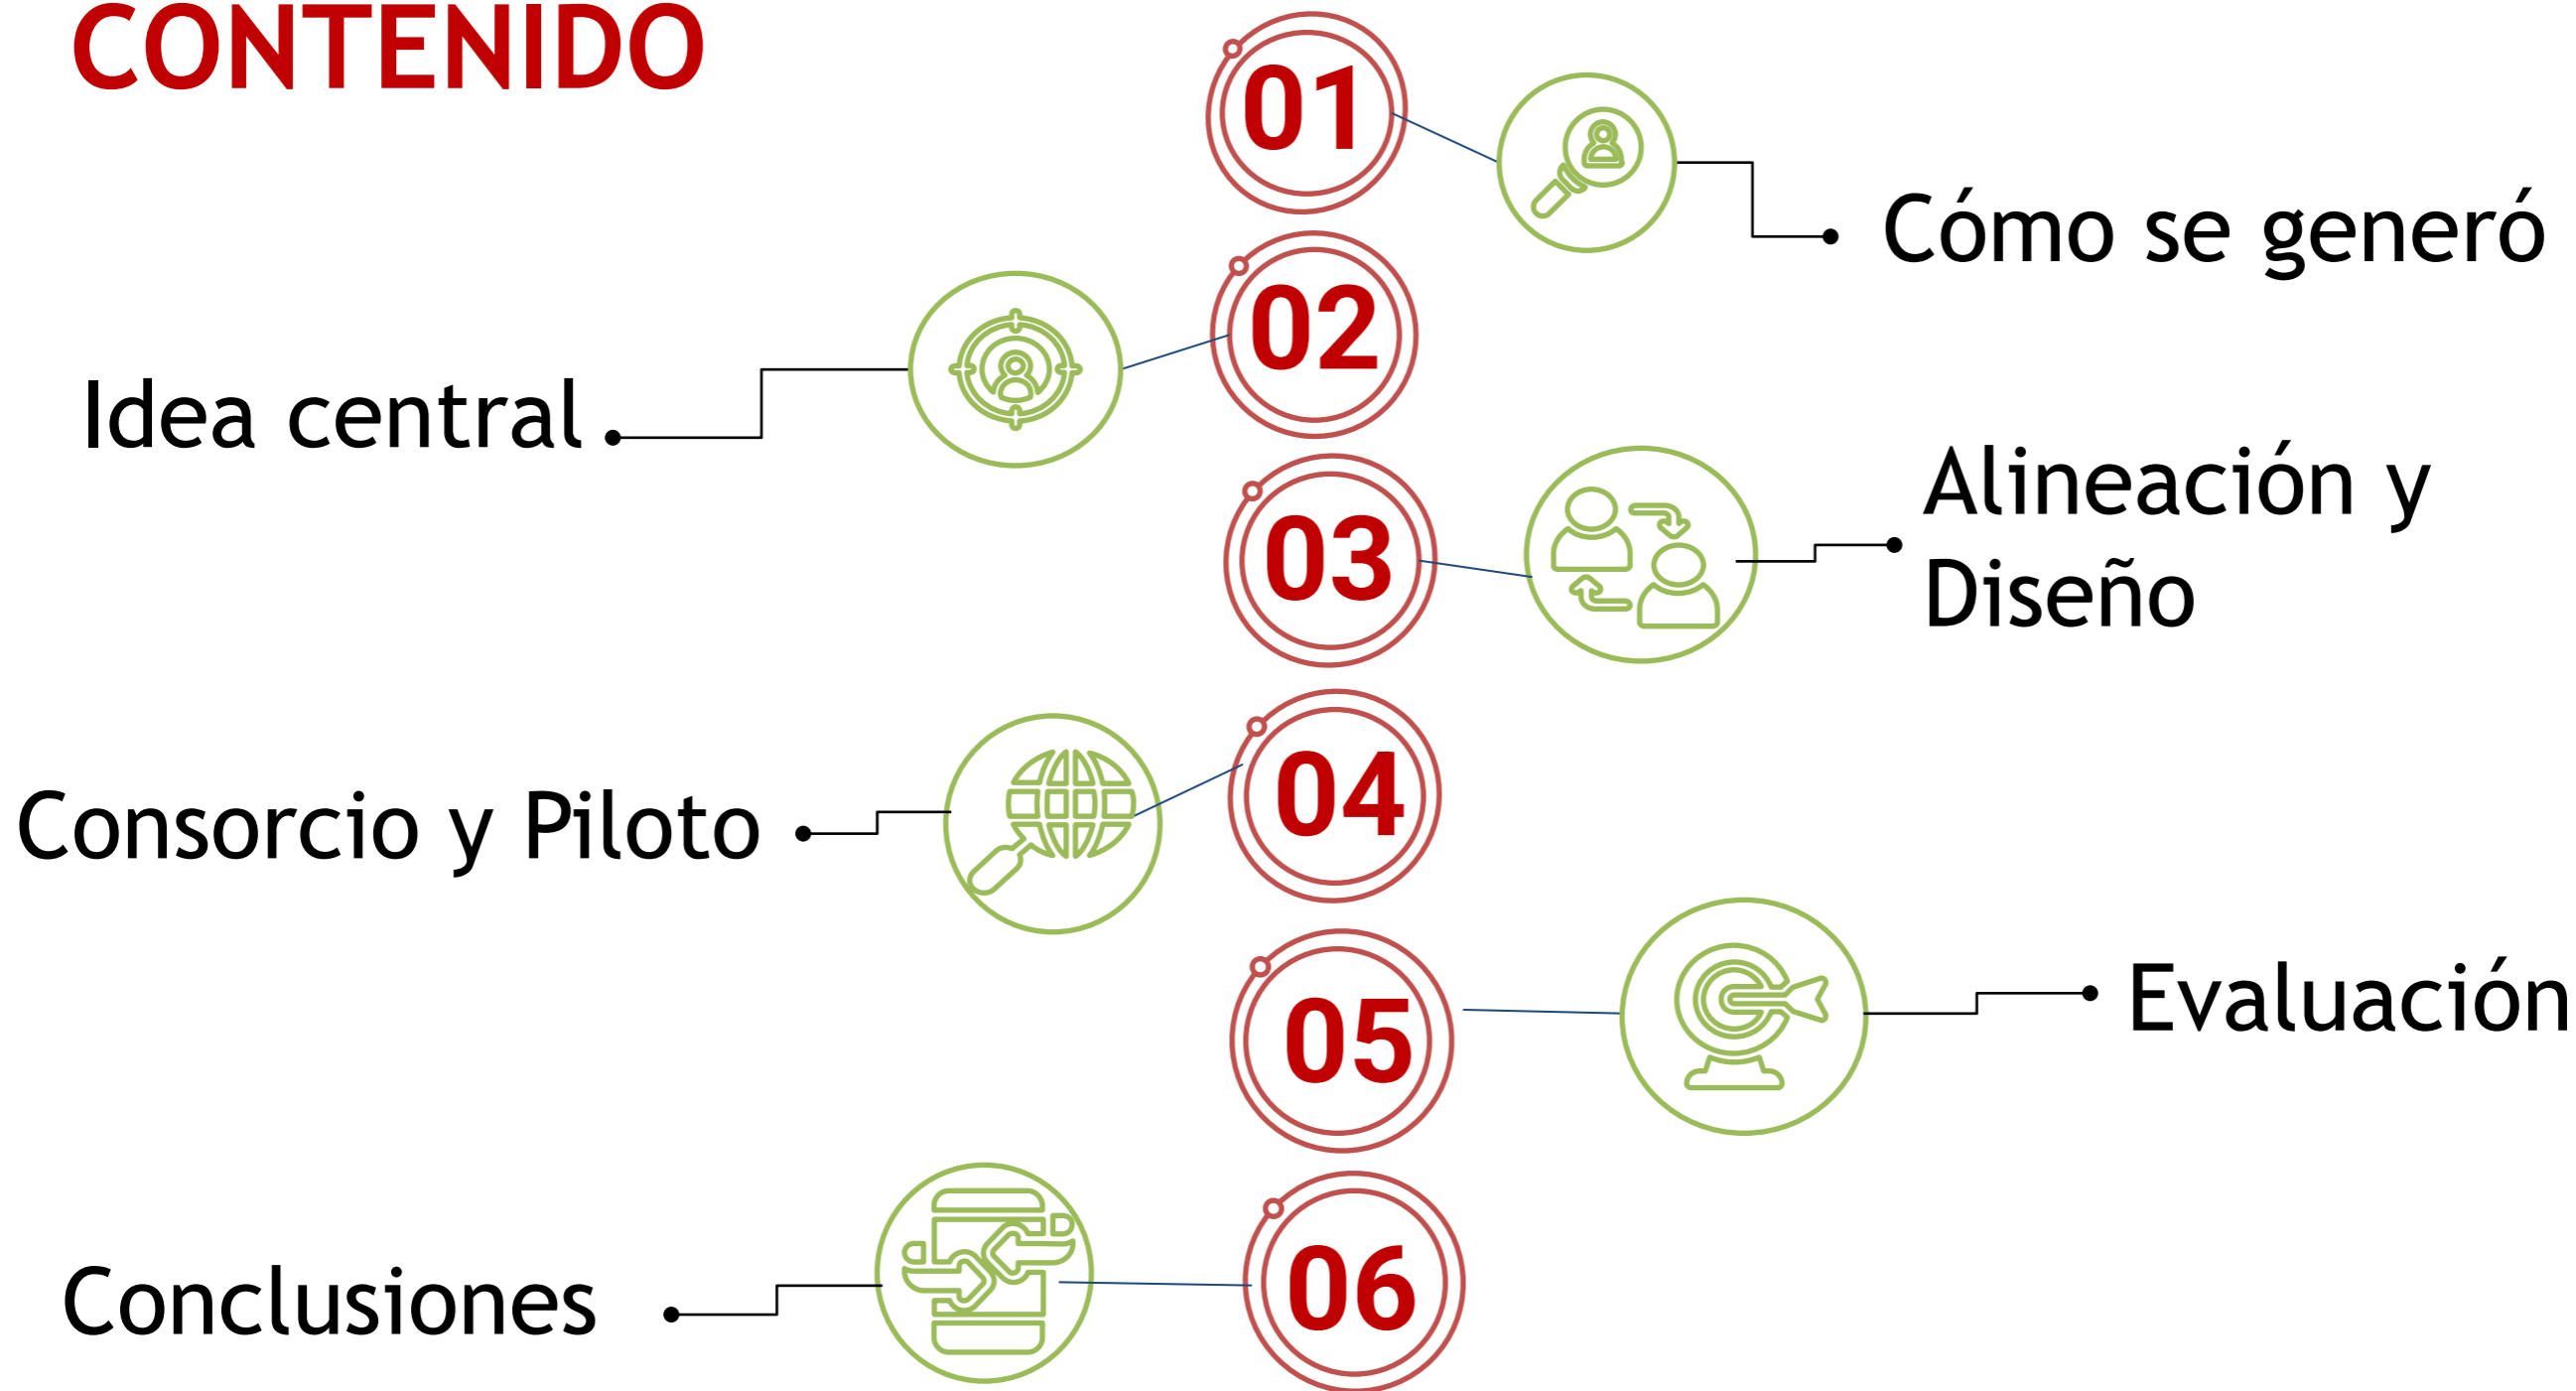 CONTENIDO
01
Cómo se generó
02
Idea central
03
Alineación y
Diseño
04
Consorcio y Piloto
05
Evaluación
06
Conclusiones